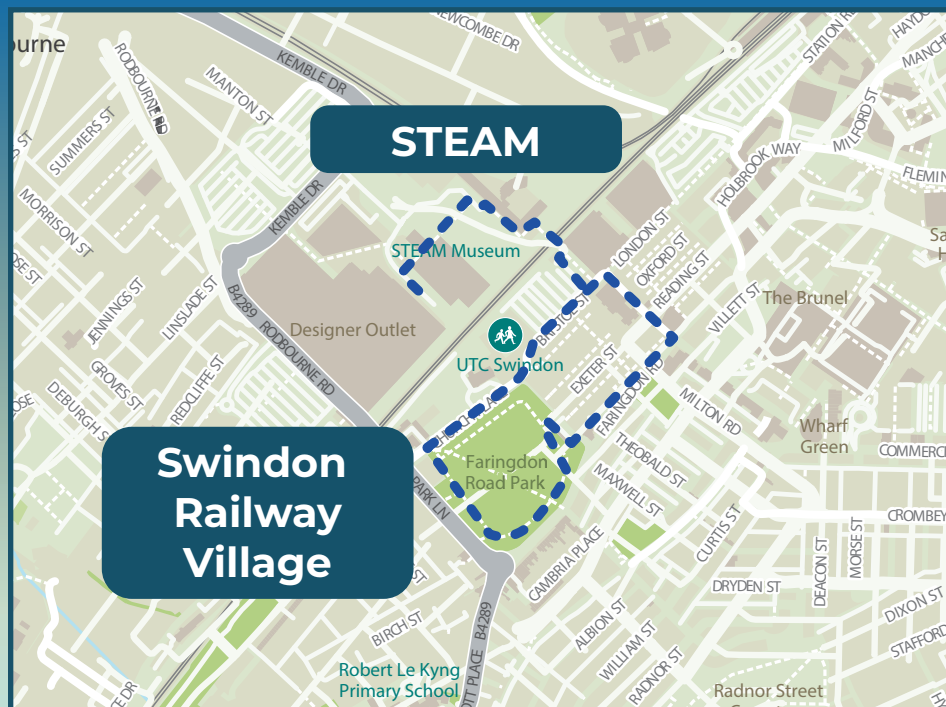 ourne
NEWCOMBE DR
STATION RD
KEMBLE DR
RODBOURNE RD
MANTON ST
SUMMERS ST
MILFORD ST
STEAM
HOLBROOK WAY
KEMBLE DR
MORRISON ST
LONDON ST
OXFORD ST
READING ST
STEAM Museum
JENNINGS ST
LINSLADE ST
B4289 RODBOURNE RD
VILLETT ST
The Brunel
Designer Outlet
BRISTOL ST
UTC Swindon
EXETER ST
GROVES ST
REDCLIFFE ST
DEBURGH S
FARINGDON RD
MILTON RD
Wharf
Green
THEOBALD ST
COMMERC
Swindon
Railway
Village
Faringdon
Road Park
MAXWELL ST
PARK LN
CROMBEY
CURTIS ST
CAMBRIA PLACE
DEACON ST
MORSE ST
DRYDEN ST
DIXON ST
STAFFORD
ALBION ST
BIRCH ST
WILLIAM ST
B4289
RADNOR ST
Robert Le Kyng
Primary School
Radnor Street